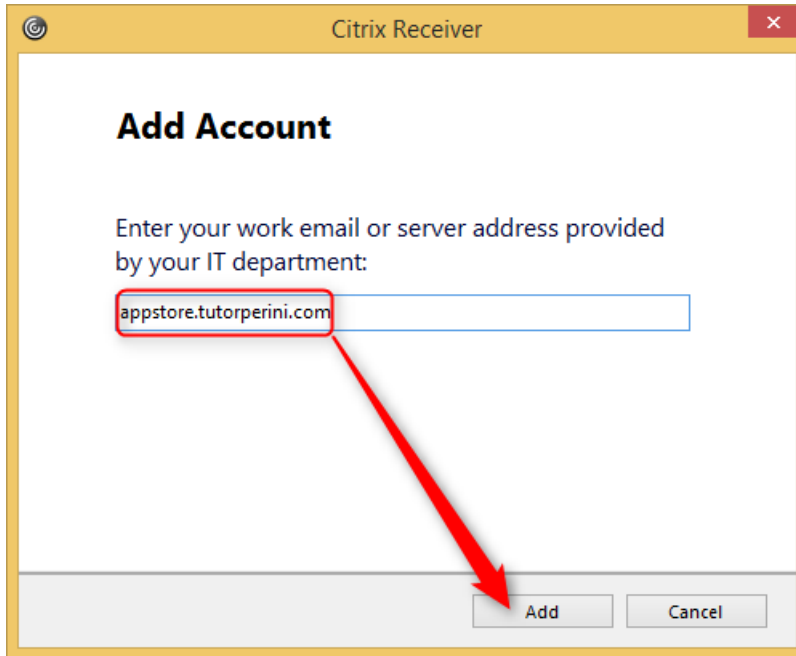 Citrix Receiver
Add Account
Enter your work email or server address provided
by your IT department:
appstore.tutorperini.com
Add
Cancel